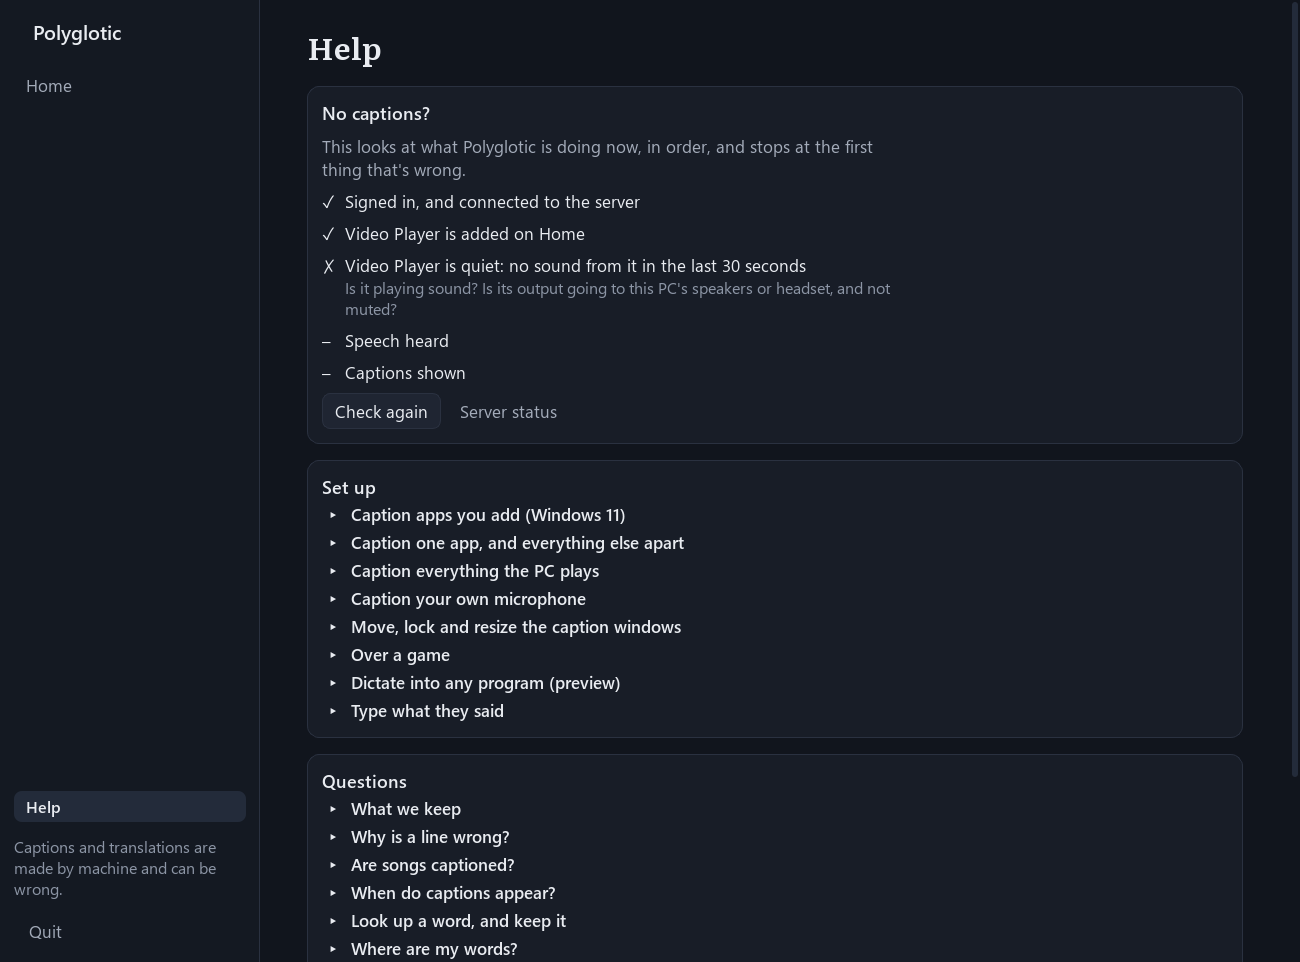 Polyglotic
Home
Help
No captions?
This looks at what Polyglotic is doing now, in order, and stops at the first
thing that's wrong.
✓ Signed in, and connected to the server
✓ Video Player is added on Home
✗ Video Player is quiet: no sound from it in the last 30 seconds
Is it playing sound? Is its output going to this PC's speakers or headset, and not
muted?
– Speech heard
– Captions shown
Check again
Server status
Set up
▸ Caption apps you add (Windows 11)
▸ Caption one app, and everything else apart
▸ Caption everything the PC plays
▸ Caption your own microphone
▸ Move, lock and resize the caption windows
▸ Over a game
▸ Dictate into any program (preview)
▸ Type what they said
Questions
▸ What we keep
▸ Why is a line wrong?
▸ Are songs captioned?
▸ When do captions appear?
▸ Look up a word, and keep it
▸ Where are my words?
Help
Captions and translations are
made by machine and can be
wrong.
Quit